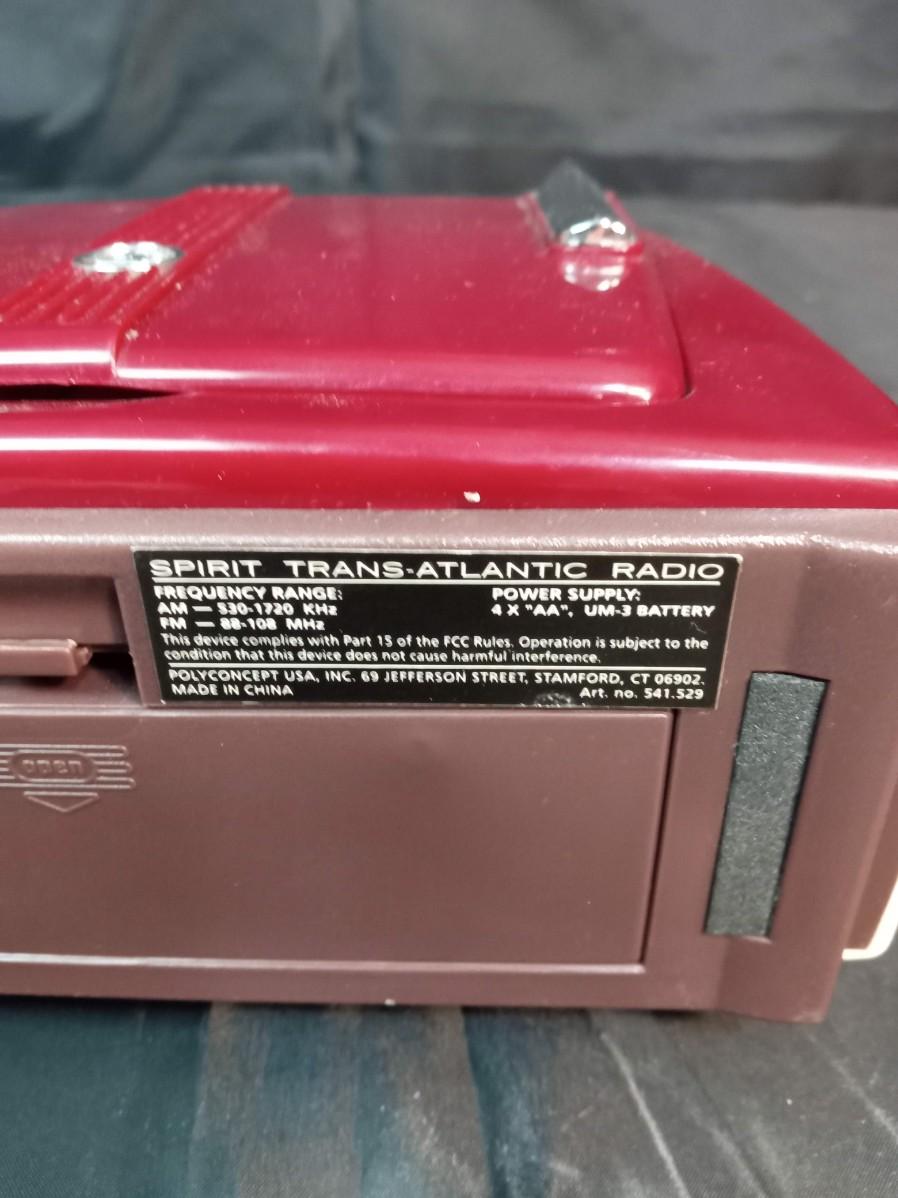 SPIRIT TRANS-ATLANTIC RADIO
FREQUENCY RANGE: POWER SUPPLY:
AM — 530-1720 KHz 4 X "AA", UM-3 BATTERY
FM — 88-108 MHz
This device complies with Part 15 of the FCC Rules. Operation is subject to the
condition that this device does not cause harmful interference.
POLYCONCEPT USA, INC. 69 JEFFERSON STREET, STAMFORD, CT 06902.
MADE IN CHINA Art. no. 541.529
open